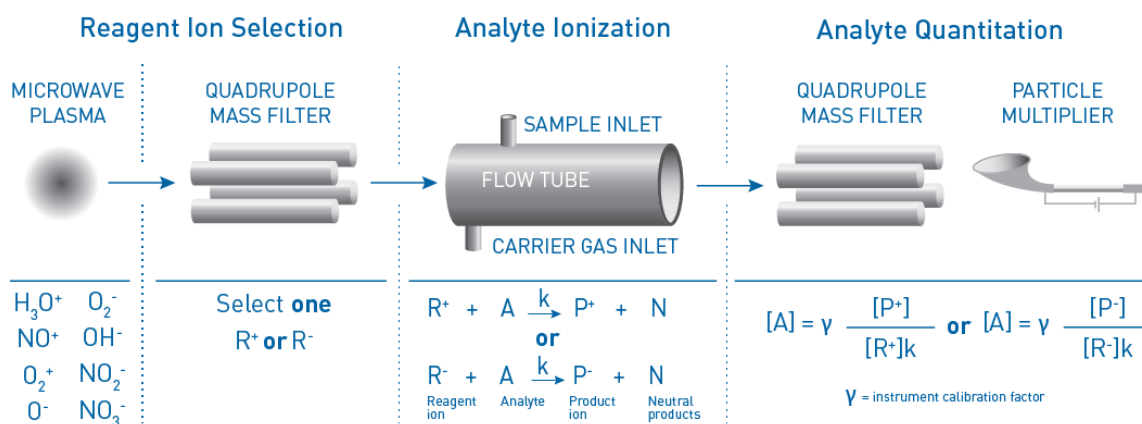 Reagent Ion Selection
Analyte Ionization
Analyte Quantitation
MICROWAVE
PLASMA
QUADRUPOLE
MASS FILTER
SAMPLE INLET
FLOW TUBE
CARRIER GAS INLET
QUADRUPOLE
MASS FILTER
PARTICLE
MULTIPLIER
H₃O⁺ O₂⁻
NO⁺ OH⁻
O₂⁺ NO₂⁻
O⁻ NO₃⁻
Select one
R⁺ or R⁻
R⁺ + A k→ P⁺ + N
or
R⁻ + A k→ P⁻ + N
Reagent ion Analyte Product ion Neutral products
[A] = γ [P⁺] / [R⁺]k or [A] = γ [P⁻] / [R⁻]k
γ = instrument calibration factor